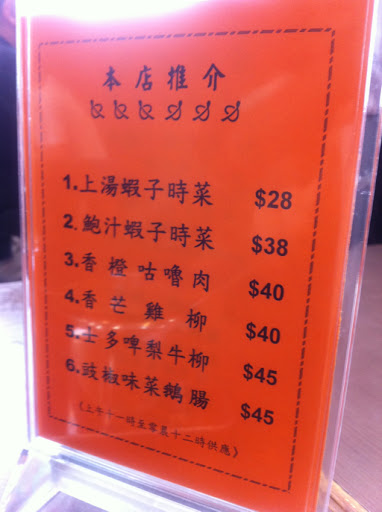 本店推介
1.上湯蝦子時菜 $28
2.鮑汁蝦子時菜 $38
3.香橙咕嚕肉 $40
4.香芒雞柳 $40
5.士多啤梨牛柳 $45
6.豉椒味菜鵝腸 $45
(上午十一時至零晨十二時供應)